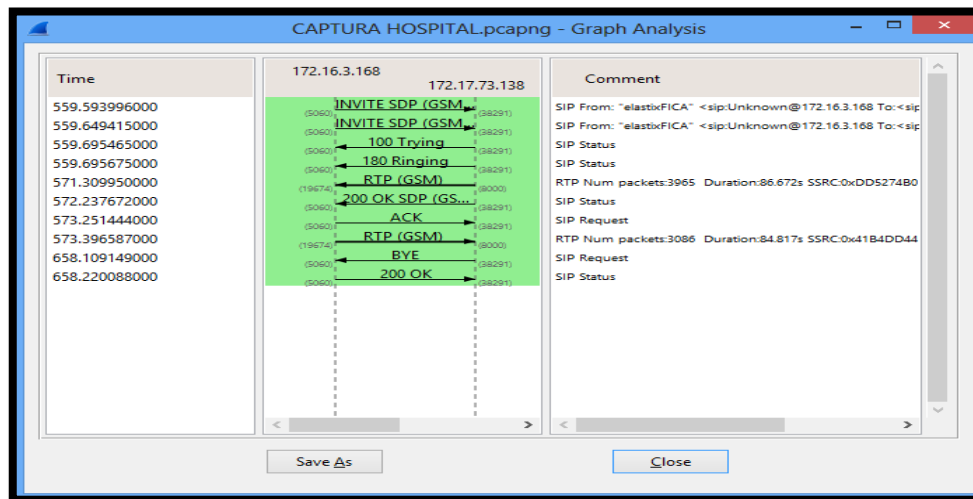 CAPTURA HOSPITAL.pcapng - Graph Analysis
Time
172.16.3.168
172.17.73.138
Comment
559.593996000 INVITE SDP (GSM... (5060) (38291) SIP From: "elastixFICA" <sip:Unknown@172.16.3.168 To:<sip
559.649415000 INVITE SDP (GSM... (5060) (38291) SIP From: "elastixFICA" <sip:Unknown@172.16.3.168 To:<sip
559.695465000 100 Trying (5060) (38291) SIP Status
559.695675000 180 Ringing (5060) (38291) SIP Status
571.309950000 RTP (GSM) (19674) (8000) RTP Num packets:3965 Duration:86.672s SSRC:0xDD5274B0
572.237672000 200 OK SDP (GS... (5060) (38291) SIP Status
573.251444000 ACK (5060) (38291) SIP Request
573.396587000 RTP (GSM) (19674) (8000) RTP Num packets:3086 Duration:84.817s SSRC:0x41B4DD44
658.109149000 BYE (5060) (38291) SIP Request
658.220088000 200 OK (5060) (38291) SIP Status
Save As
Close